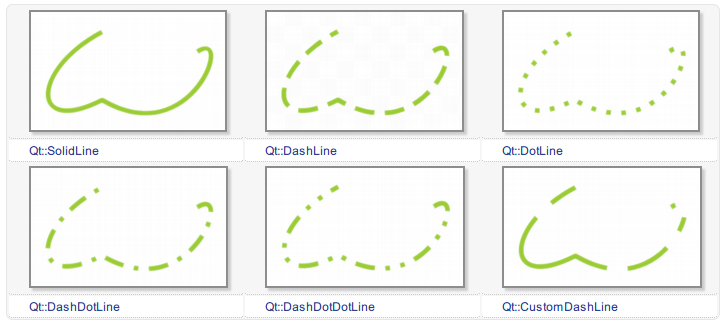 Qt::SolidLine
Qt::DashLine
Qt::DotLine
Qt::DashDotLine
Qt::DashDotDotLine
Qt::CustomDashLine